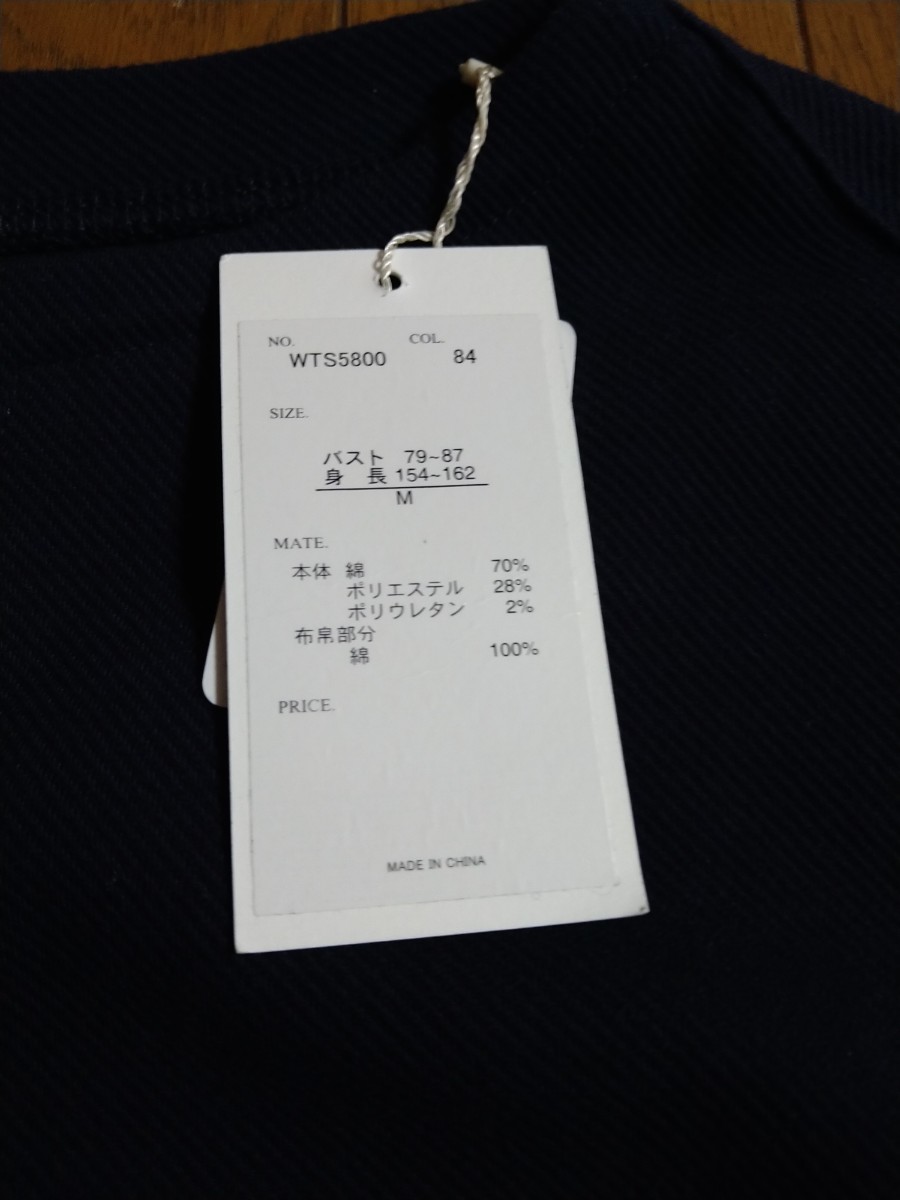 NO. COL.
WTS5800 84
SIZE.
バスト 79~87
身 長 154~162
M
MATE.
本体 綿 70%
ポリエステル 28%
ポリウレタン 2%
布帛部分
綿 100%
PRICE.
MADE IN CHINA